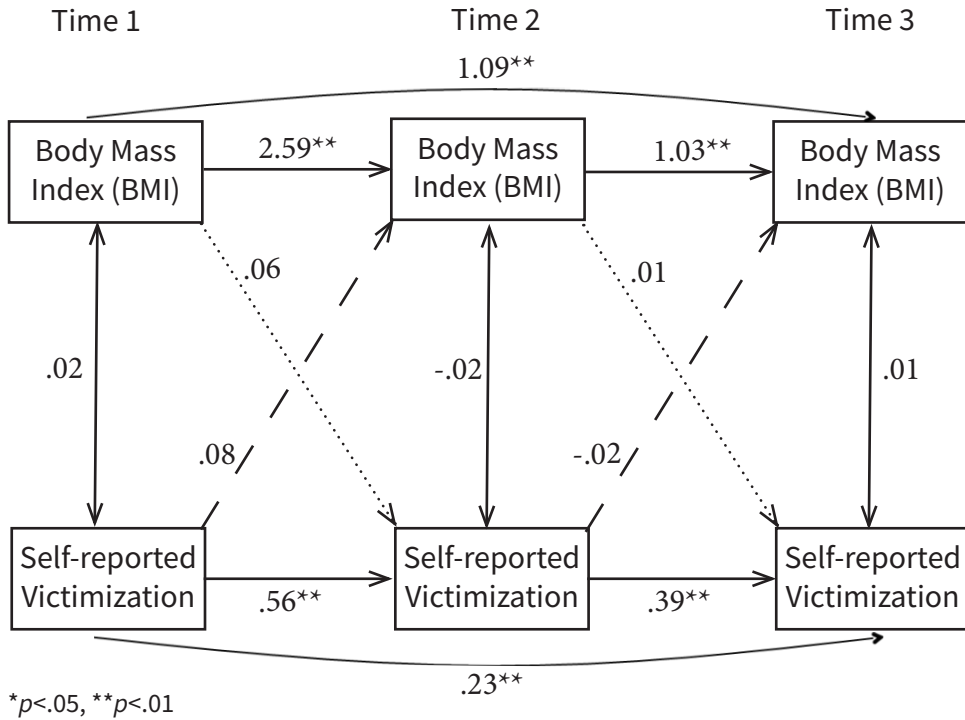 Time 1 Time 2 Time 3
1.09**
Body Mass
Index (BMI)
2.59**
Body Mass
Index (BMI)
1.03**
Body Mass
Index (BMI)
.06
.01
.02
-.02
.01
.08
-.02
Self-reported
Victimization
.56**
Self-reported
Victimization
.39**
Self-reported
Victimization
.23**
*p<.05, **p<.01